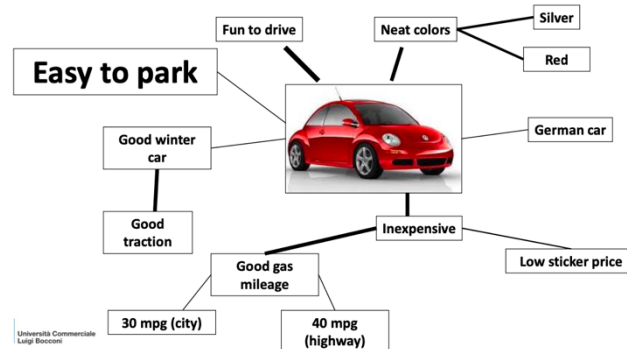 Fun to drive
Neat colors
Silver
Red
Easy to park
German car
Good winter
car
Good
traction
Inexpensive
Low sticker price
Good gas
mileage
30 mpg (city)
40 mpg
(highway)
Università Commerciale
Luigi Bocconi